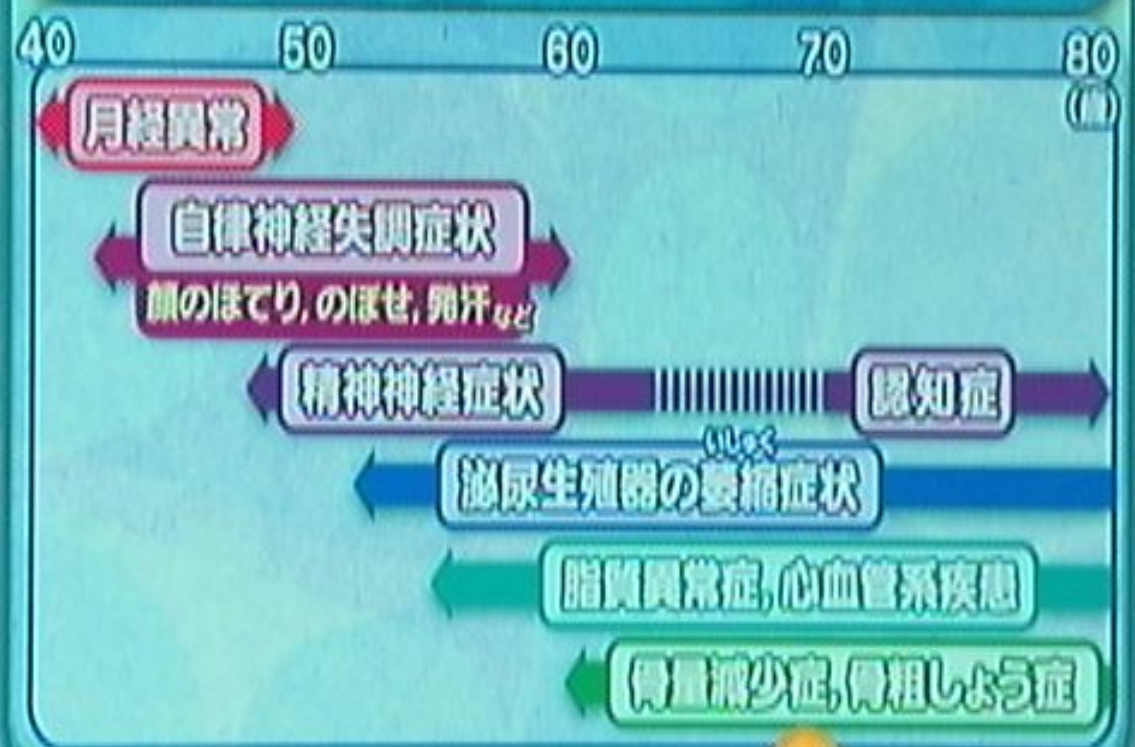 40 50 60 70 80
(歳)
月経異常
自律神経失調症状
顔のほてり,のぼせ,発汗など
精神神経症状 認知症
いしゅく
泌尿生殖器の萎縮症状
脂質異常症,心血管系疾患
骨量減少症,骨粗しょう症